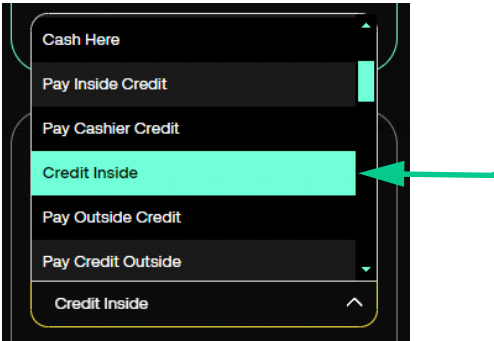 Cash Here
Pay Inside Credit
Pay Cashier Credit
Credit Inside
Pay Outside Credit
Pay Credit Outside
Credit Inside